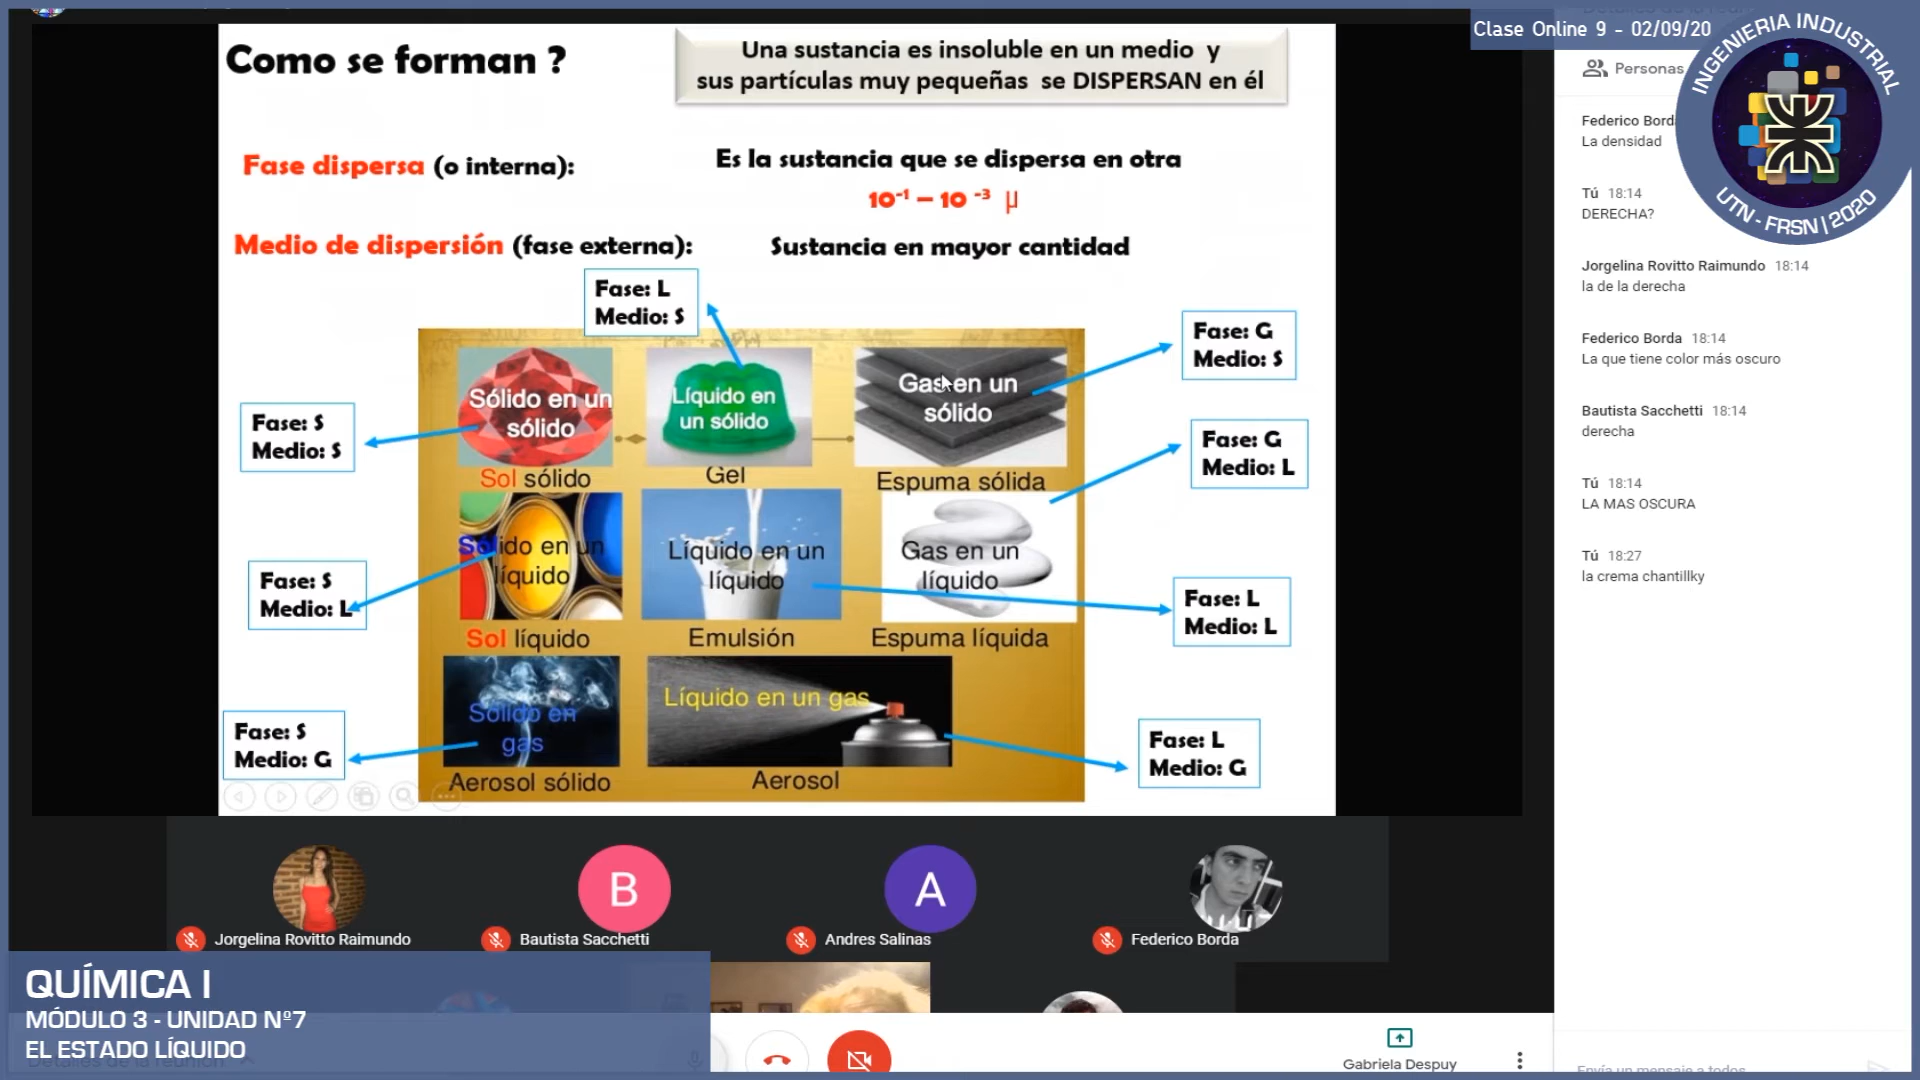 Clase Online 9 - 02/09/20
INGENIERIA INDUSTRIAL
UTN - FRSN | 2020
Como se forman ?
Una sustancia es insoluble en un medio y
sus partículas muy pequeñas se DISPERSAN en él
Fase dispersa (o interna):
Es la sustancia que se dispersa en otra
10⁻¹ – 10 ⁻³ μ
Medio de dispersión (fase externa):
Sustancia en mayor cantidad
Fase: L
Medio: S
Fase: G
Medio: S
Fase: S
Medio: S
Sólido en un
sólido
Líquido en
un sólido
Gas en un
sólido
Sol sólido
Gel
Espuma sólida
Fase: G
Medio: L
Fase: S
Medio: L
Sólido en un
líquido
Líquido en un
líquido
Gas en un
líquido
Fase: L
Medio: L
Sol líquido
Emulsión
Espuma líquida
Fase: S
Medio: G
Sólido en
gas
Líquido en un gas
Fase: L
Medio: G
Aerosol sólido
Aerosol
Personas
Federico Borda
La densidad
Tú 18:14
DERECHA?
Jorgelina Rovitto Raimundo 18:14
la de la derecha
Federico Borda 18:14
La que tiene color más oscuro
Bautista Sacchetti 18:14
derecha
Tú 18:14
LA MAS OSCURA
Tú 18:27
la crema chantillky
B
A
Jorgelina Rovitto Raimundo
Bautista Sacchetti
Andres Salinas
Federico Borda
QUÍMICA I
MÓDULO 3 - UNIDAD Nº7
EL ESTADO LÍQUIDO
Detalles de la reunión
Gabriela Despuy
Envía un mensaje a todos